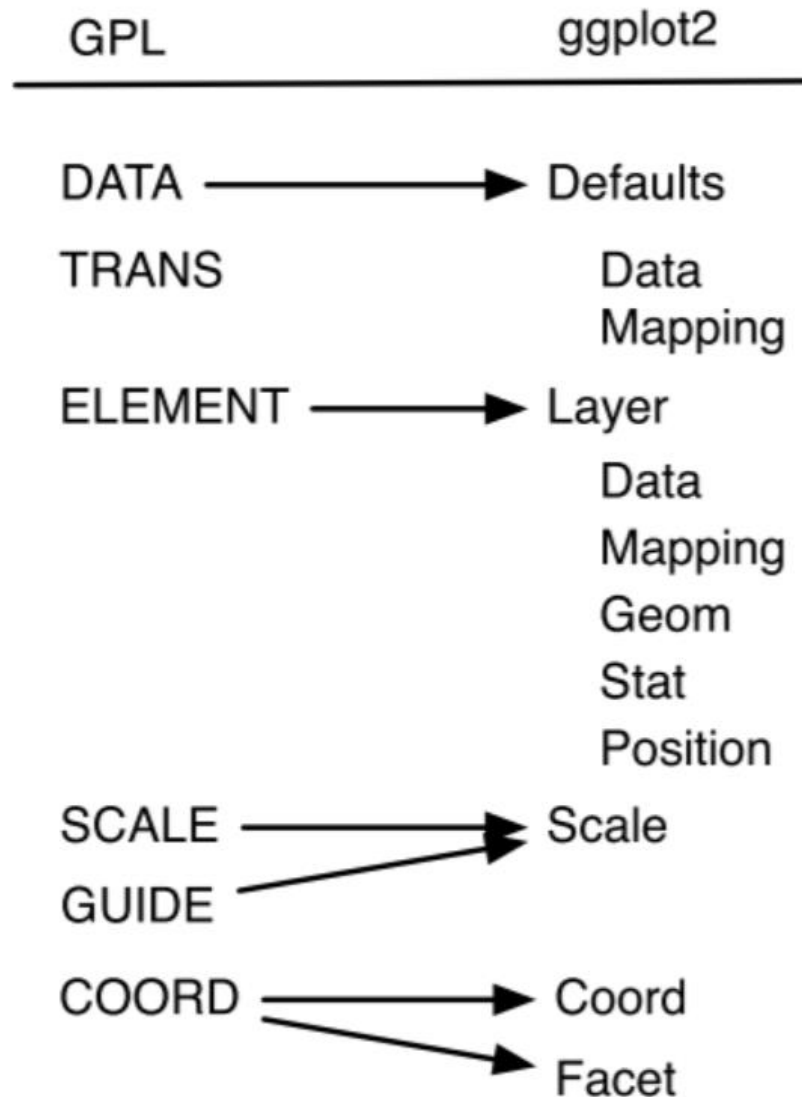 GPL ggplot2
DATA Defaults
TRANS Data
Mapping
ELEMENT Layer
Data
Mapping
Geom
Stat
Position
SCALE Scale
GUIDE
COORD Coord
Facet